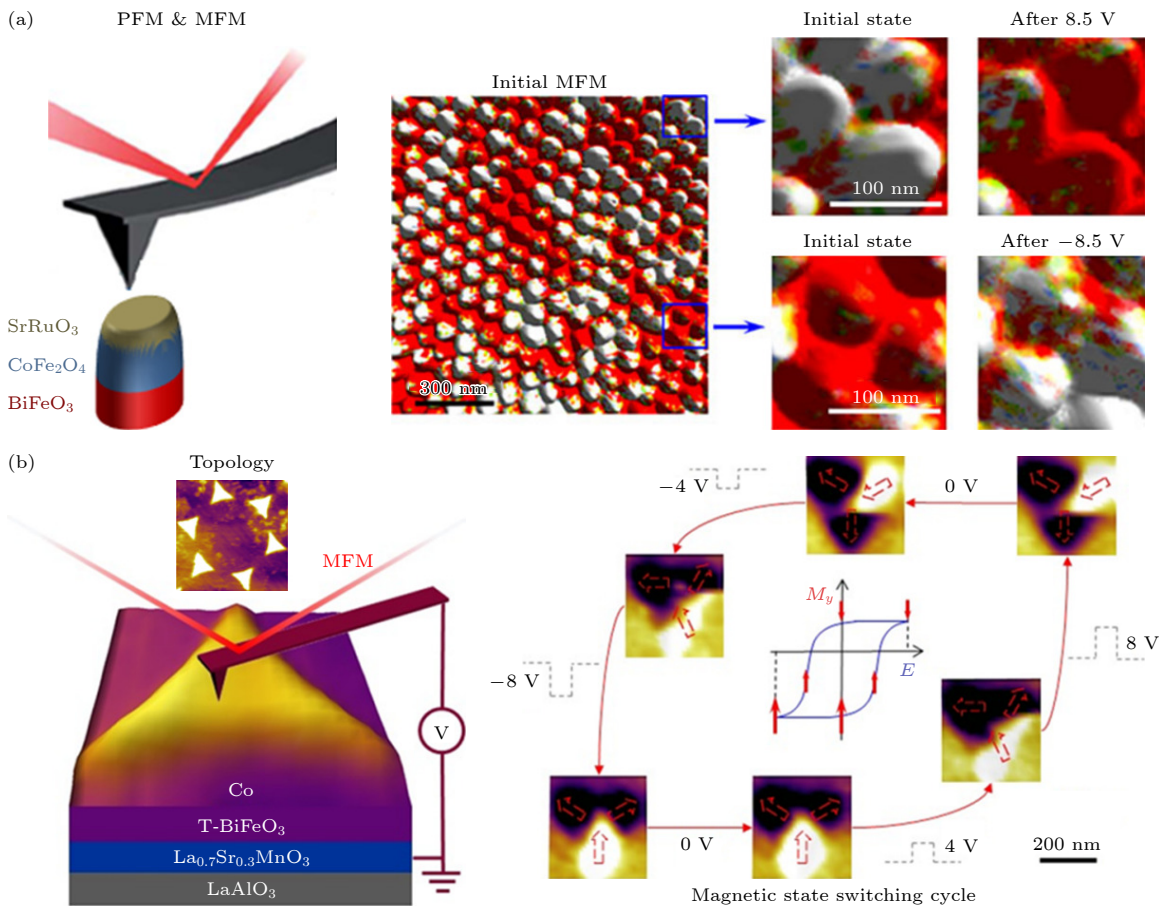 (a)
PFM & MFM
Initial MFM
Initial state
After 8.5 V
100 nm
SrRuO₃
CoFe₂O₄
BiFeO₃
300 nm
Initial state
After −8.5 V
100 nm
(b)
Topology
MFM
V
Co
T-BiFeO₃
La₀.₇Sr₀.₃MnO₃
LaAlO₃
−4 V
0 V
−8 V
M_y
E
8 V
0 V
4 V
200 nm
Magnetic state switching cycle